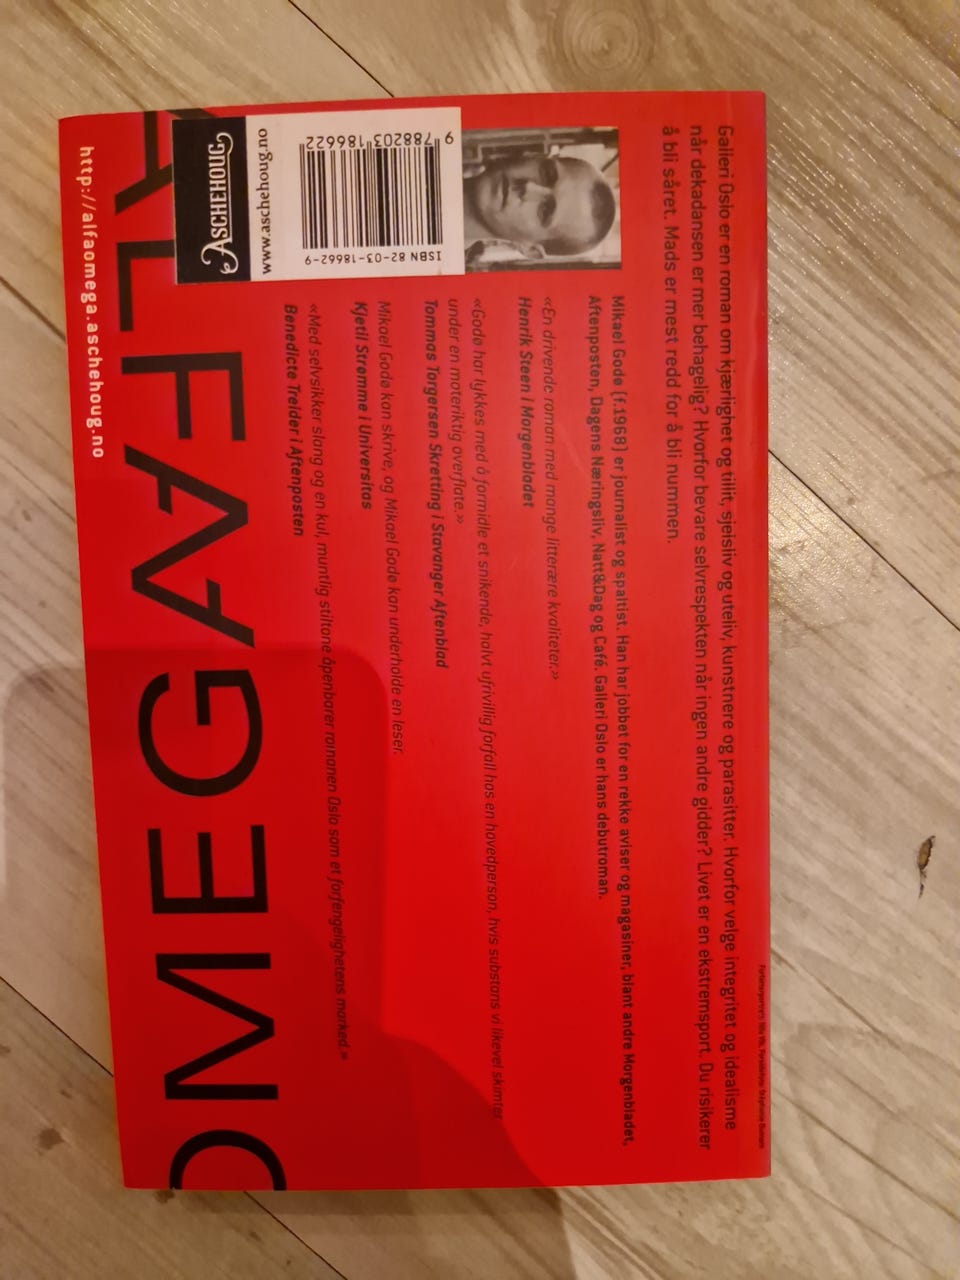 Galleri Oslo er en roman om kjærlighet og tillit, sjelsliv og uteliv, kunstnere og parasitter. Hvorfor velge integritet og idealisme
når dekadansen er mer behagelig? Hvorfor bevare selvrespekten når ingen andre gidder? Livet er en ekstremsport. Du risikerer
å bli såret. Mads er mest redd for å bli nummen.
Mikael Godø (f.1968) er journalist og spaltist. Han har jobbet for en rekke aviser og magasiner, blant andre Morgenbladet,
Aftenposten, Dagens Næringsliv, Natt&Dag og Café. Galleri Oslo er hans debutroman.
«En drivende roman med mange litterære kvaliteter.»
Henrik Steen i Morgenbladet
«Godø har lykkes med å formidle et snikende, halvt ufrivillig forfall hos en hovedperson, hvis substans vi likevel skimter
under en moteriktig overflate.»
Tommas Torgersen Skretting i Stavanger Aftenblad
Mikael Godø kan skrive, og Mikael Godø kan underholde en leser.
Kjetil Strømme i Universitas
«Med selvsikker slang og en kul, muntlig stiltone åpenbarer romanen Oslo som et forfengelighetens marked.»
Benedicte Treider i Aftenposten
ISBN 82-03-18662-9
9 788203 186622
www.aschehoug.no
ASCHEHOUG
ALFAOMEGA
http://alfaomega.aschehoug.no